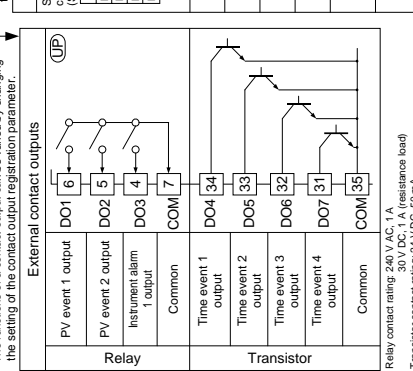 the setting of the contact output registration parameter.
External contact outputs
UP
Relay
PV event 1 output DO1 6
PV event 2 output DO2 5
Instrument alarm
1 output
DO3 4
Common COM 7
Transistor
Time event 1
output
DO4 34
Time event 2
output
DO5 33
Time event 3
output
DO6 32
Time event 4
output
DO7 31
Common COM 35
Relay contact rating: 240 V AC, 1 A
30 V DC, 1 A (resistance load)